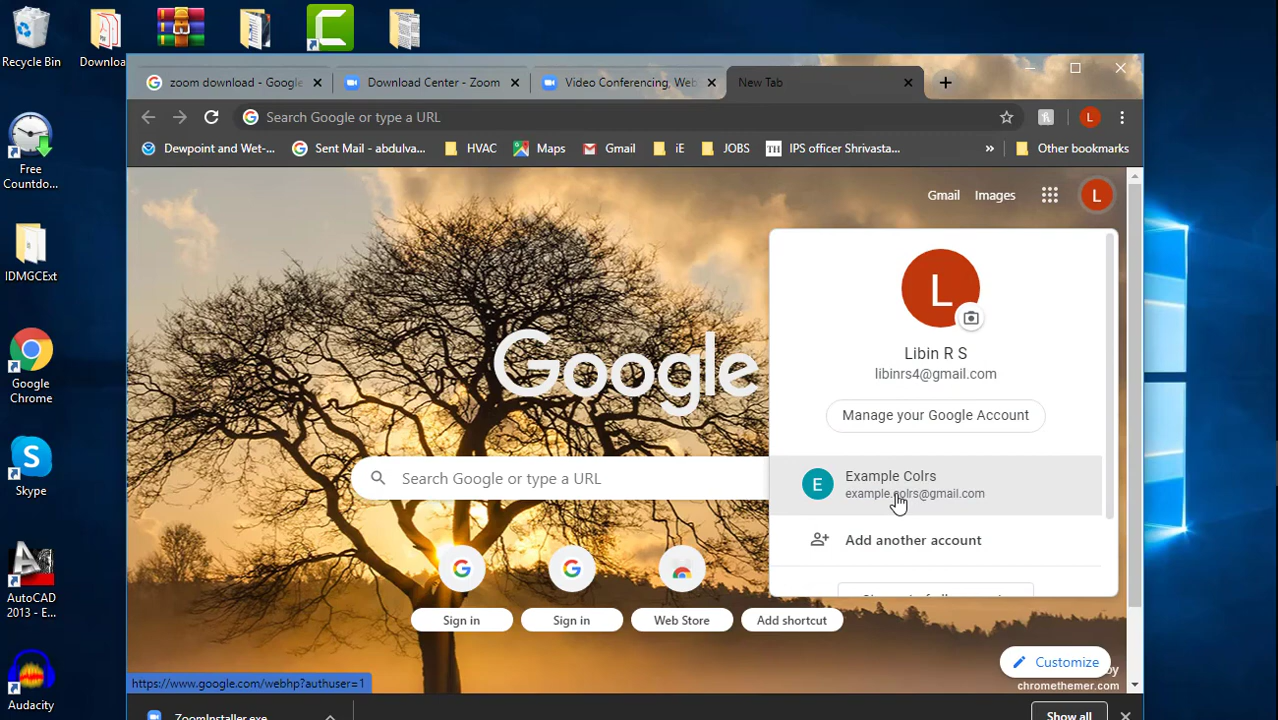 Recycle Bin
Downloa
zoom download - Google
Download Center - Zoom
Video Conferencing, Web
New Tab
Search Google or type a URL
L
Dewpoint and Wet-...
Sent Mail - abdulva...
HVAC
Maps
Gmail
iE
JOBS
TH
IPS officer Shrivasta...
»
Other bookmarks
Free
Countdo...
IDMGCExt
Google
Chrome
Skype
AutoCAD
2013 - E...
Audacity
Gmail
Images
L
L
Libin R S
libinrs4@gmail.com
Manage your Google Account
Google
Search Google or type a URL
E
Example Colrs
example.colrs@gmail.com
Add another account
Sign in
Sign in
Web Store
Add shortcut
Customize
by
chromethemer.com
https://www.google.com/webhp?authuser=1
ZoomInstaller.exe
Show all